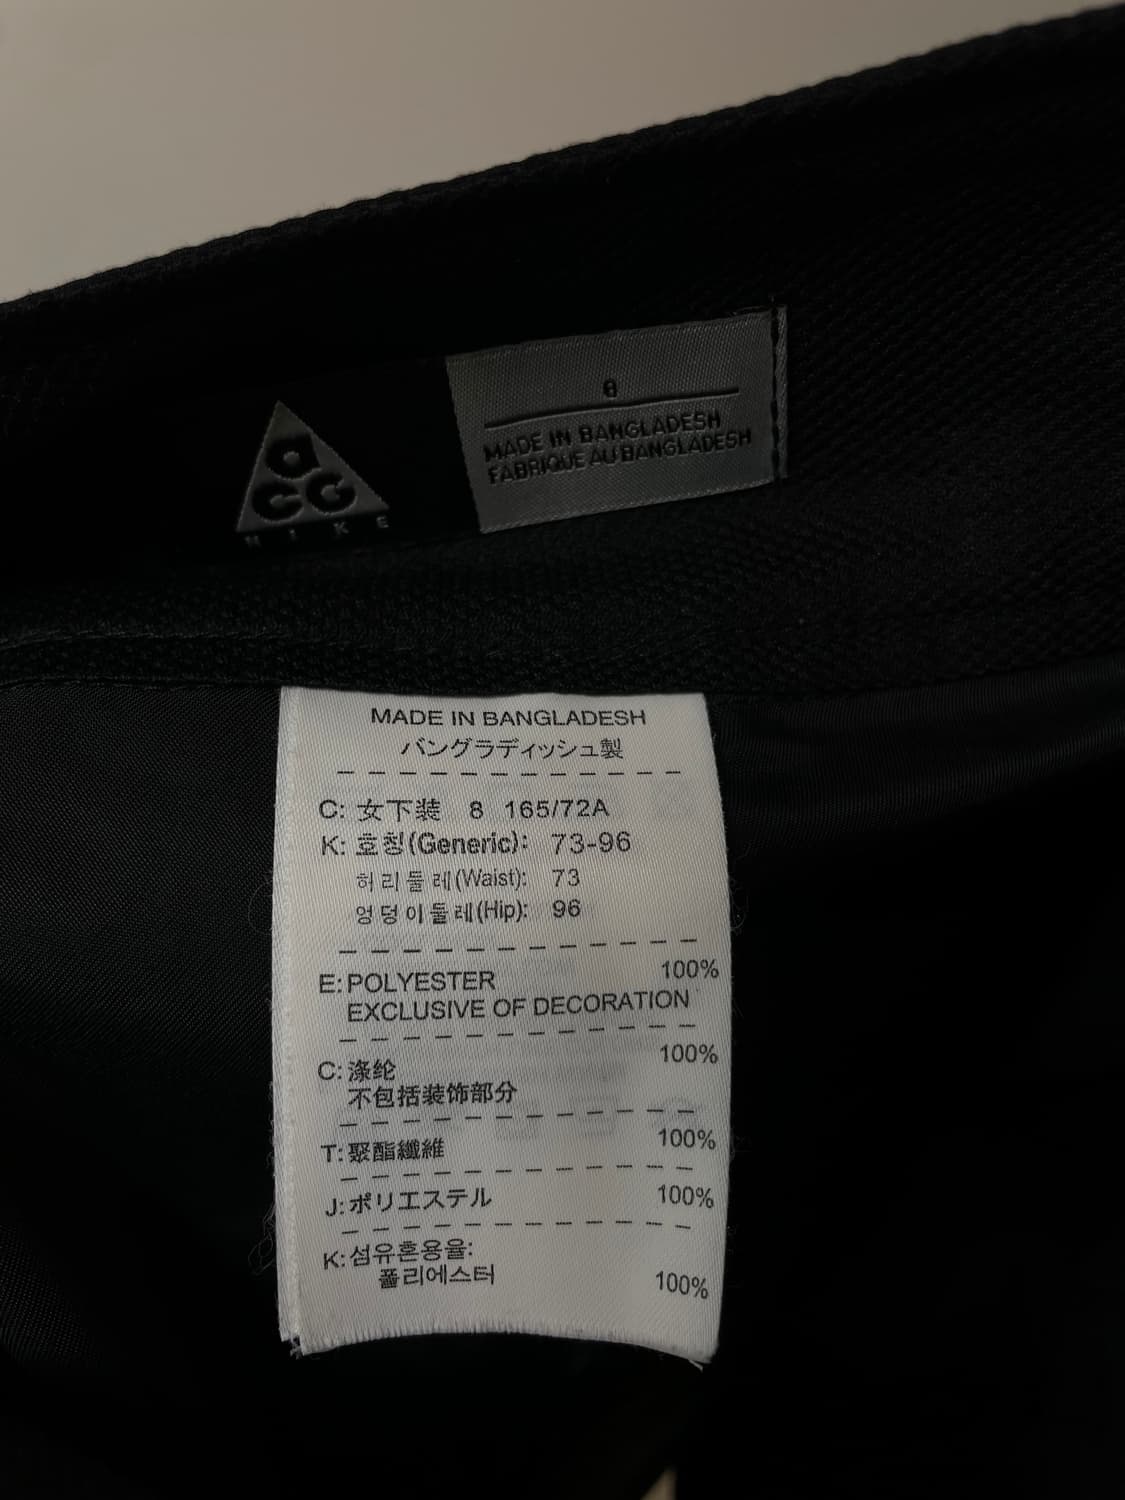 a
CG
NIKE
8
MADE IN BANGLADESH
FABRIQUE AU BANGLADESH
MADE IN BANGLADESH
バングラディッシュ製
C: 女下装 8 165/72A
K: 호칭(Generic): 73-96
허리둘레(Waist): 73
엉덩이둘레(Hip): 96
E: POLYESTER 100%
EXCLUSIVE OF DECORATION
C: 涤纶 100%
不包括装饰部分
T: 聚酯纖維 100%
J: ポリエステル 100%
K: 섬유혼용율:
폴리에스터 100%